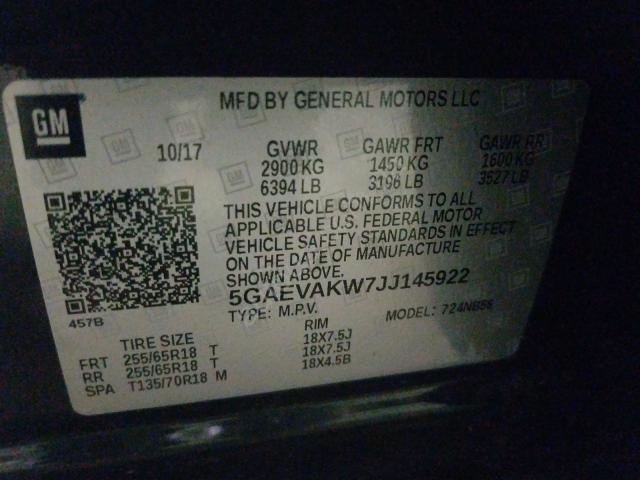 GM
MFD BY GENERAL MOTORS LLC
10/17 GVWR GAWR FRT GAWR RR
2900 KG 1450 KG 1600 KG
6394 LB 3196 LB 3527 LB
THIS VEHICLE CONFORMS TO ALL
APPLICABLE U.S. FEDERAL MOTOR
VEHICLE SAFETY STANDARDS IN EFFECT
ON THE DATE OF MANUFACTURE
SHOWN ABOVE.
5GAEVAKW7JJ145922
457B TYPE: M.P.V. MODEL: 724NB56
TIRE SIZE RIM
FRT 255/65R18 T 18X7.5J
RR 255/65R18 T 18X7.5J
SPA T135/70R18 M 18X4.5B